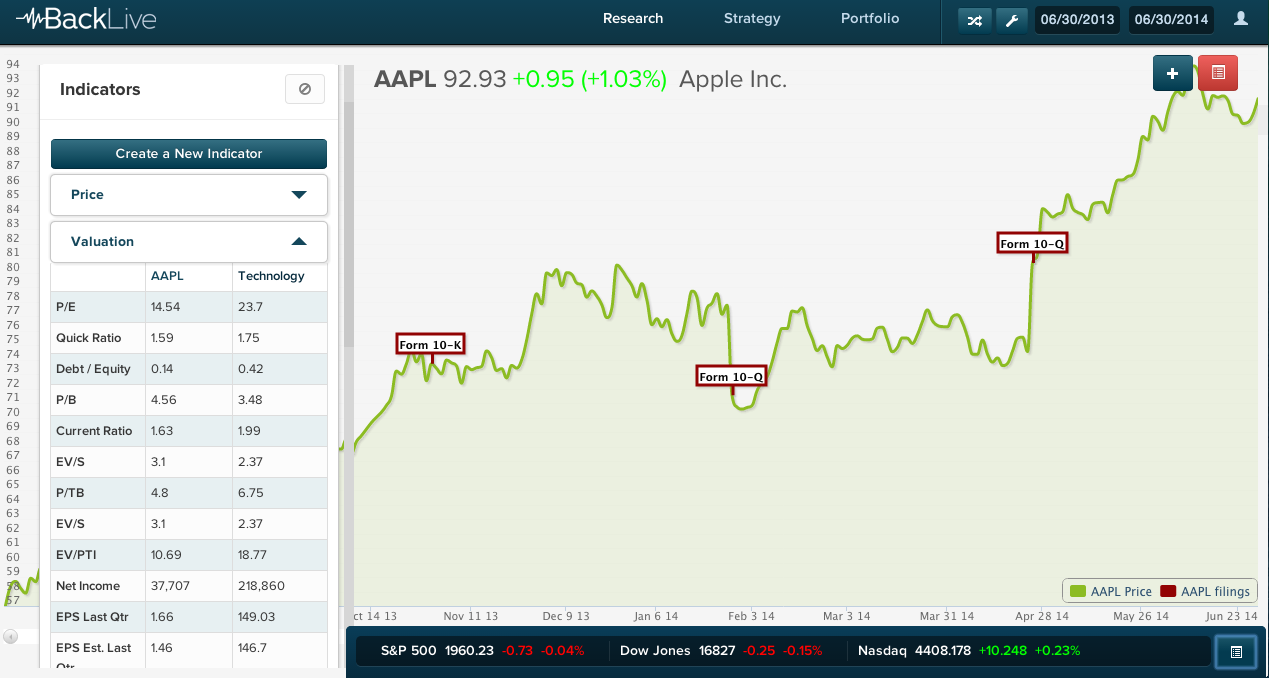 BackLive
Research Strategy Portfolio
06/30/2013 06/30/2014
AAPL 92.93 +0.95 (+1.03%) Apple Inc.
94
93
92
91
90
89
88
87
86
85
84
83
82
81
80
79
78
77
76
75
74
73
72
71
70
69
68
67
66
65
64
63
62
61
60
59
58
57
Indicators
Create a New Indicator
Price
Valuation
AAPL Technology
P/E 14.54 23.7
Quick Ratio 1.59 1.75
Debt / Equity 0.14 0.42
P/B 4.56 3.48
Current Ratio 1.63 1.99
EV/S 3.1 2.37
P/TB 4.8 6.75
EV/S 3.1 2.37
EV/PTI 10.69 18.77
Net Income 37,707 218,860
EPS Last Qtr 1.66 149.03
EPS Est. Last 1.46 146.7
Qtr
Form 10-K
Form 10-Q
Form 10-Q
AAPL Price AAPL filings
ct 14 13 Nov 11 13 Dec 9 13 Jan 6 14 Feb 3 14 Mar 3 14 Mar 31 14 Apr 28 14 May 26 14 Jun 23 14
S&P 500 1960.23 -0.73 -0.04% Dow Jones 16827 -0.25 -0.15% Nasdaq 4408.178 +10.248 +0.23%